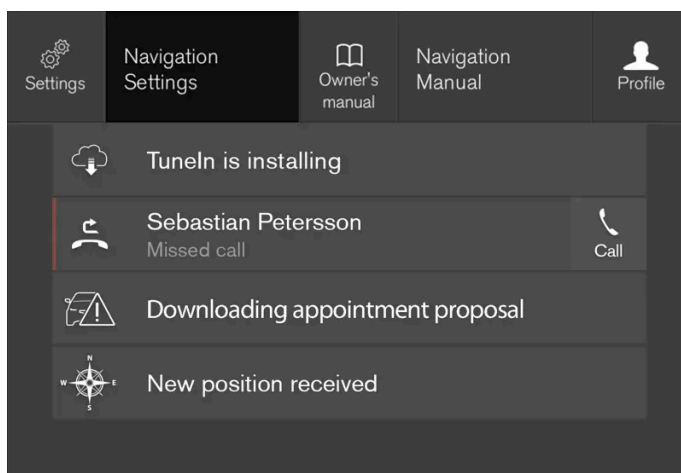 Settings
Navigation
Settings
Owner's
manual
Navigation
Manual
Profile
TuneIn is installing
Sebastian Petersson
Missed call
Call
Downloading appointment proposal
N
W
E
S
New position received